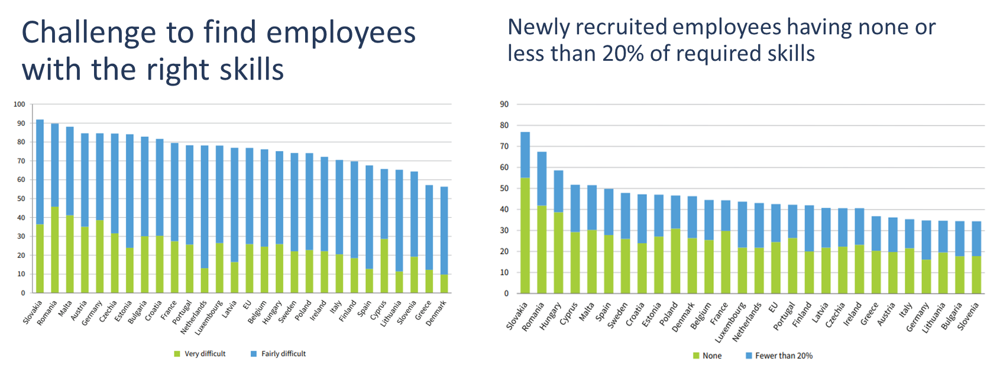 Challenge to find employees
with the right skills
100
90
80
70
60
50
40
30
20
10
0
Slovakia
Romania
Malta
Austria
Germany
Czechia
Estonia
Bulgaria
Croatia
France
Portugal
Netherlands
Luxembourg
Latvia
EU
Belgium
Hungary
Sweden
Poland
Ireland
Italy
Finland
Spain
Cyprus
Lithuania
Slovenia
Greece
Denmark
Very difficult
Fairly difficult
Newly recruited employees having none or
less than 20% of required skills
90
80
70
60
50
40
30
20
10
0
Slovakia
Romania
Hungary
Cyprus
Malta
Spain
Sweden
Croatia
Estonia
Poland
Denmark
Belgium
France
Luxembourg
Netherlands
EU
Portugal
Finland
Latvia
Czechia
Ireland
Greece
Austria
Italy
Germany
Lithuania
Bulgaria
Slovenia
None
Fewer than 20%